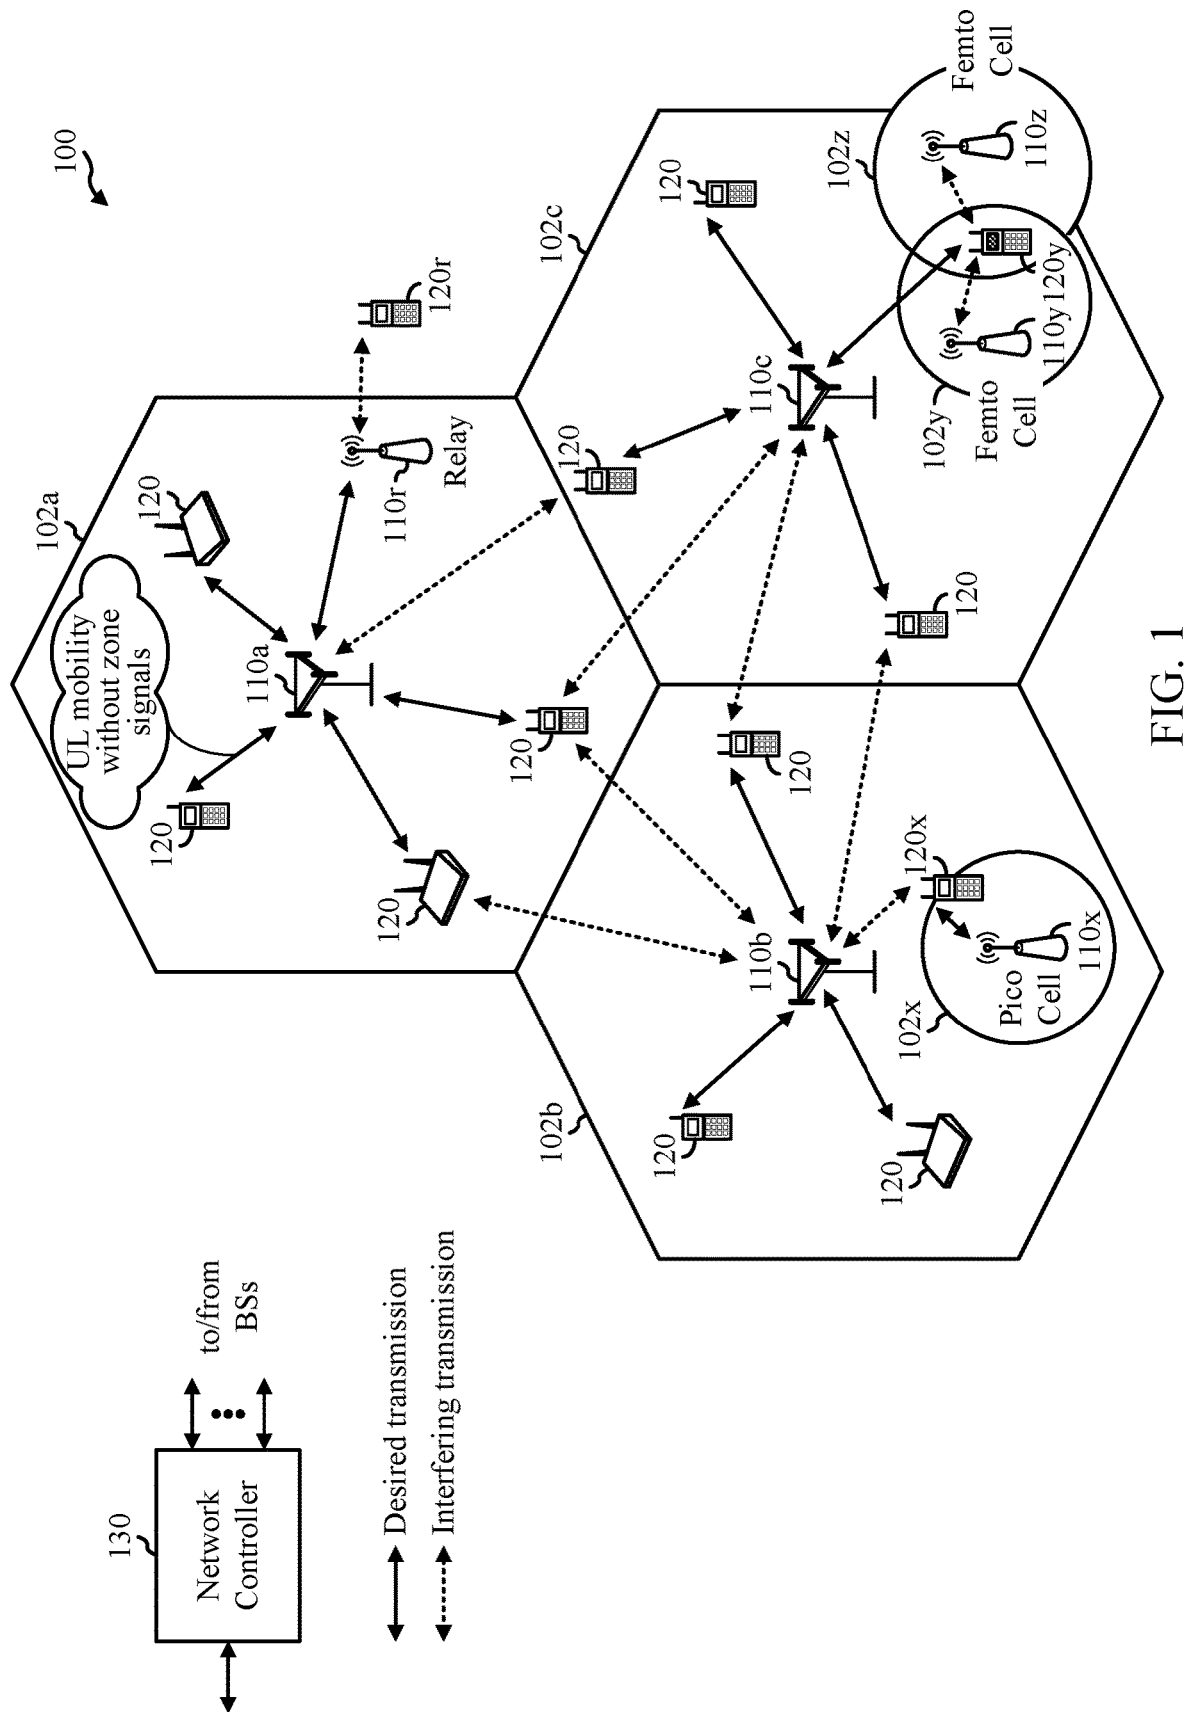 100
130
Network
Controller
to/from
BSs
Desired transmission
Interfering transmission
102a
UL mobility
without zone
signals
120
120
110a
120
120
110r
Relay
120r
102b
120
120
110b
120
102x
Pico
Cell
110x
120x
102c
120
120
110c
120
102y
Femto
Cell
110y
120y
102z
110z
Femto
Cell
FIG. 1